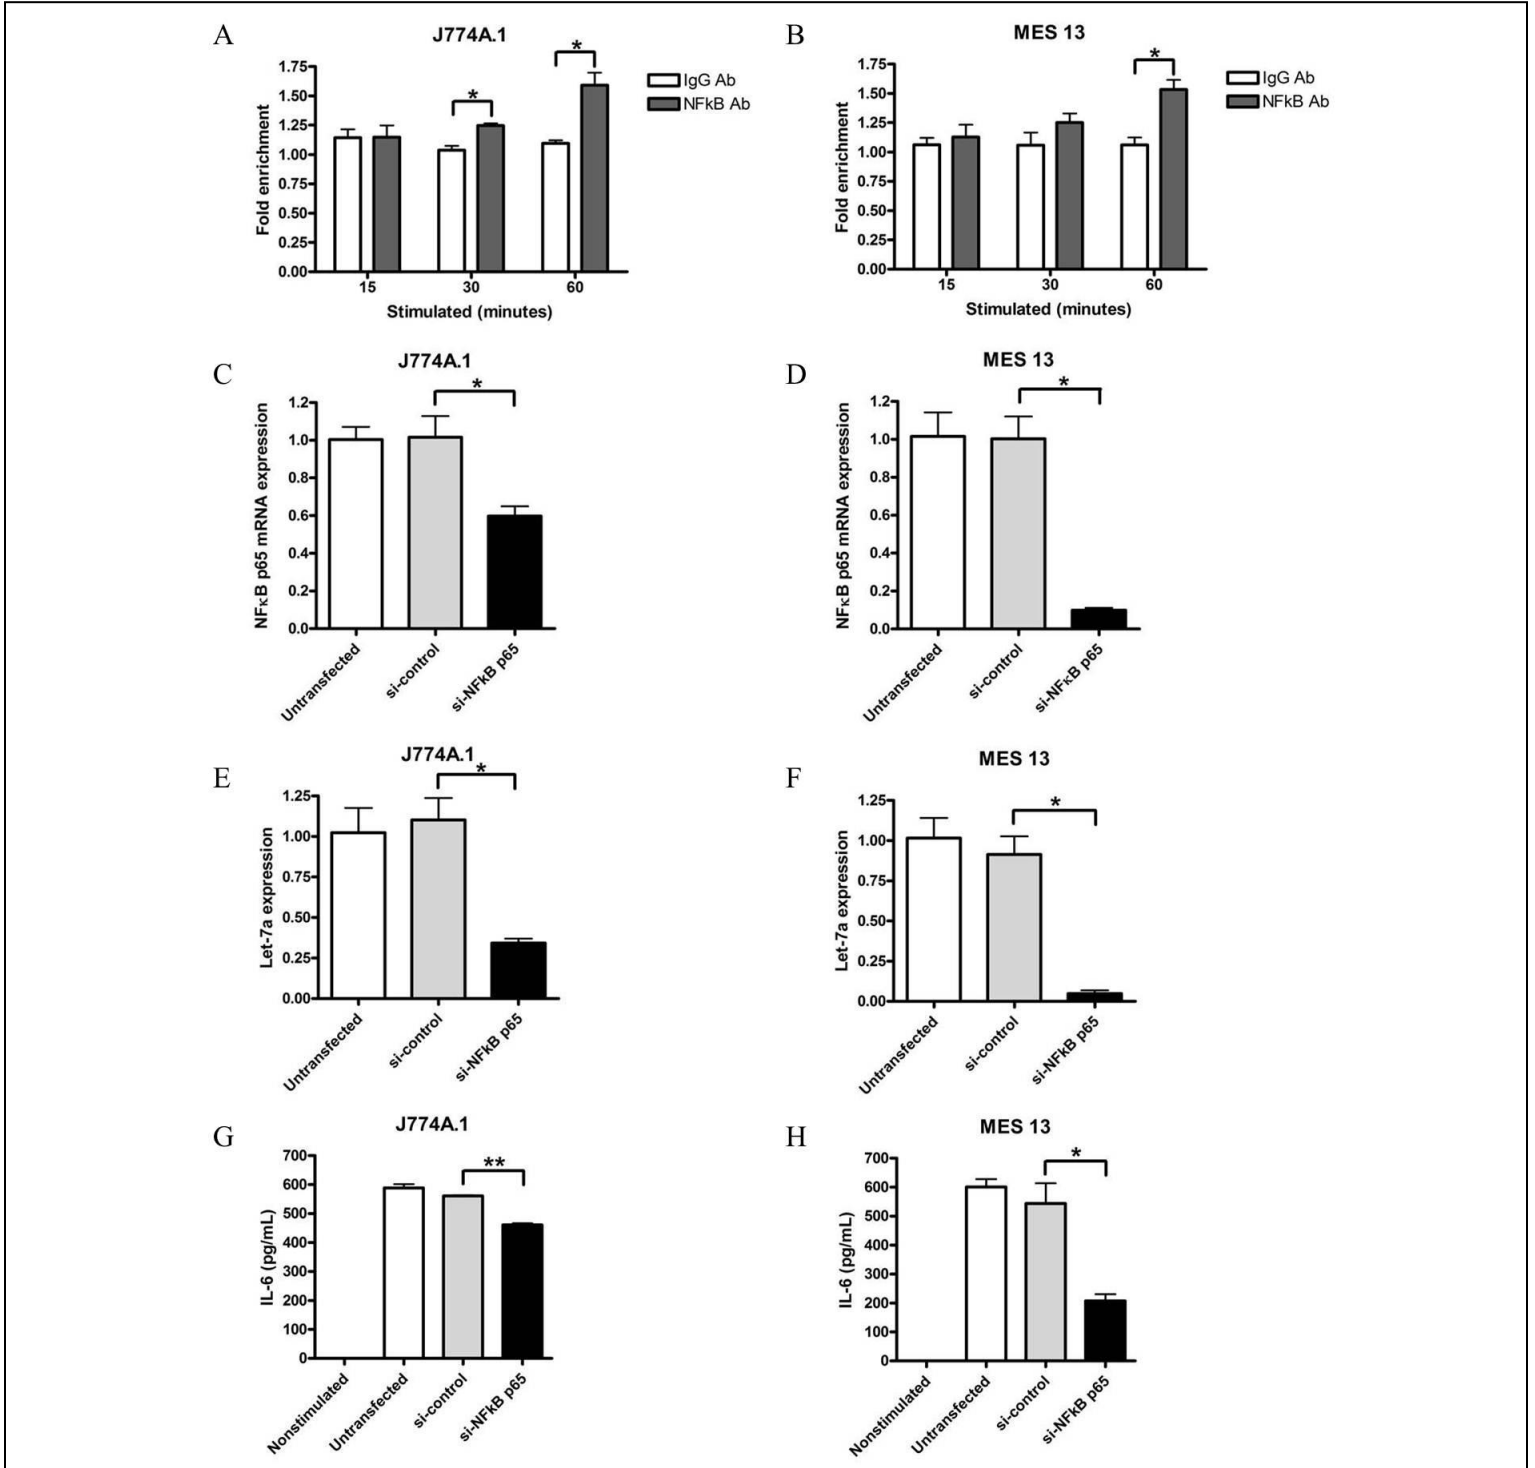 A
J774A.1
*
*
IgG Ab
NFkB Ab
Fold enrichment
1.75
1.50
1.25
1.00
0.75
0.50
0.25
0.00
15 30 60
Stimulated (minutes)
B
MES 13
*
IgG Ab
NFkB Ab
Fold enrichment
1.75
1.50
1.25
1.00
0.75
0.50
0.25
0.00
15 30 60
Stimulated (minutes)
C
J774A.1
*
NFκB p65 mRNA expression
1.2
1.0
0.8
0.6
0.4
0.2
0.0
Untransfected
si-control
si-NFkB p65
D
MES 13
*
NFκB p65 mRNA expression
1.2
1.0
0.8
0.6
0.4
0.2
0.0
Untransfected
si-control
si-NFκB p65
E
J774A.1
*
Let-7a expression
1.25
1.00
0.75
0.50
0.25
0.00
Untransfected
si-control
si-NFkB p65
F
MES 13
*
Let-7a expression
1.25
1.00
0.75
0.50
0.25
0.00
Untransfected
si-control
si-NFkB p65
G
J774A.1
**
IL-6 (pg/mL)
700
600
500
400
300
200
100
0
Nonstimulated
Untransfected
si-control
si-NFkB p65
H
MES 13
*
IL-6 (pg/mL)
700
600
500
400
300
200
100
0
Nonstimulated
Untransfected
si-control
si-NFkB p65